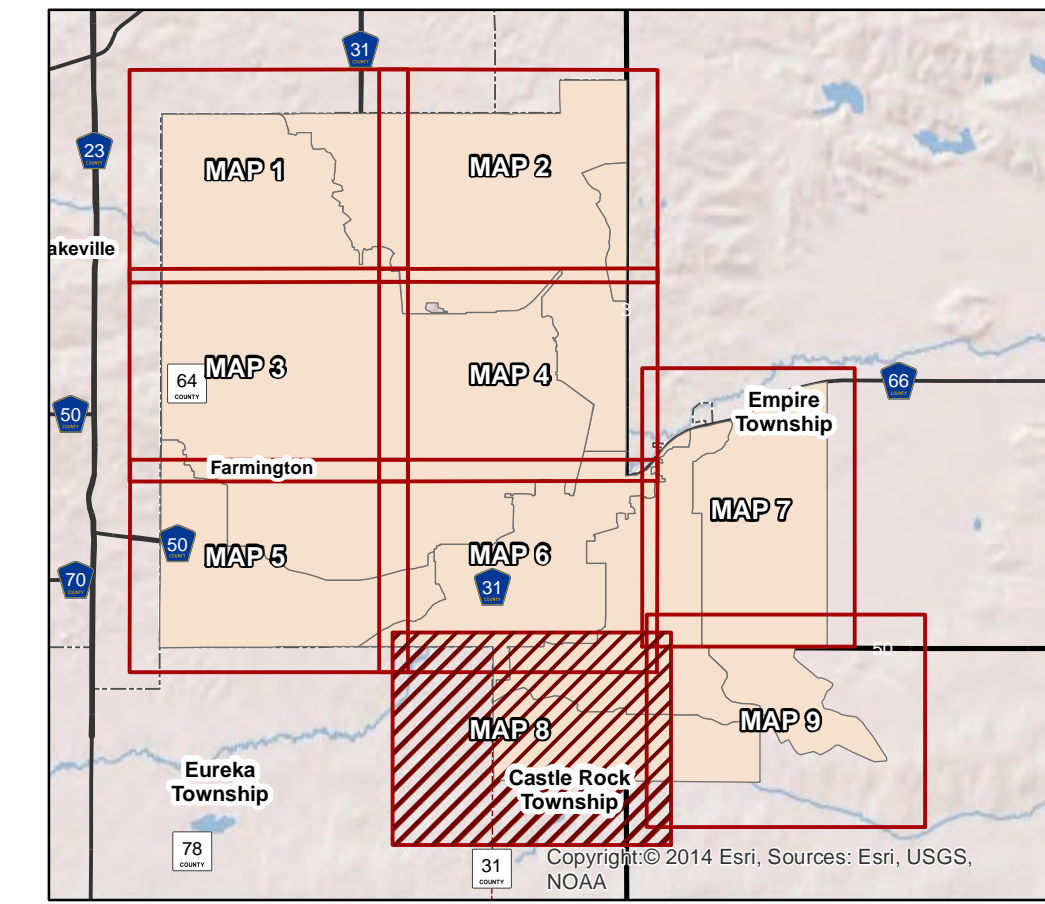 31
COUNTY
23
COUNTY
MAP 1
MAP 2
akeville
3
MAP 3
64
COUNTY
MAP 4
50
COUNTY
66
COUNTY
Empire
Township
Farmington
MAP 7
50
COUNTY
MAP 5
MAP 6
70
COUNTY
31
COUNTY
50
MAP 8
MAP 9
Eureka
Township
Castle Rock
Township
78
COUNTY
31
COUNTY
Copyright:© 2014 Esri, Sources: Esri, USGS,
NOAA